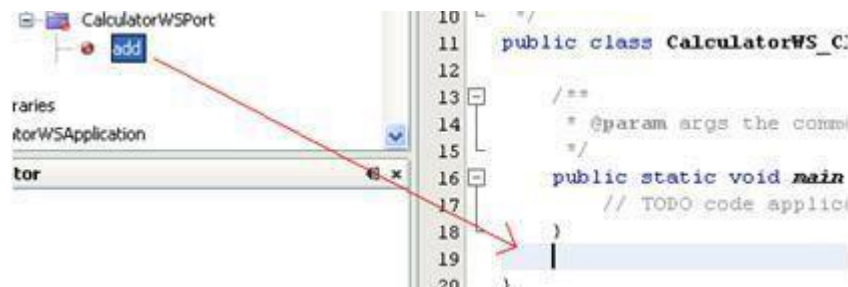 CalculatorWSPort
add
raries
torWSApplication
tor
10 */
11 public class CalculatorWS_Cl
12
13 /**
14 * @param args the comm
15 */
16 public static void main
17 // TODO code applic
18 }
19
20 }